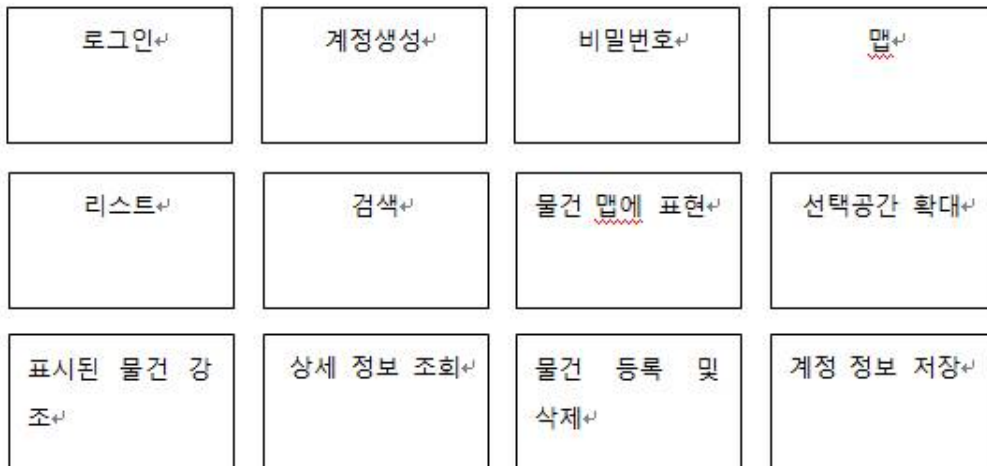 로그인
계정생성
비밀번호
맵
리스트
검색
물건 맵에 표현
선택공간 확대
표시된 물건 강
조
상세 정보 조회
물건 등록 및
삭제
계정 정보 저장